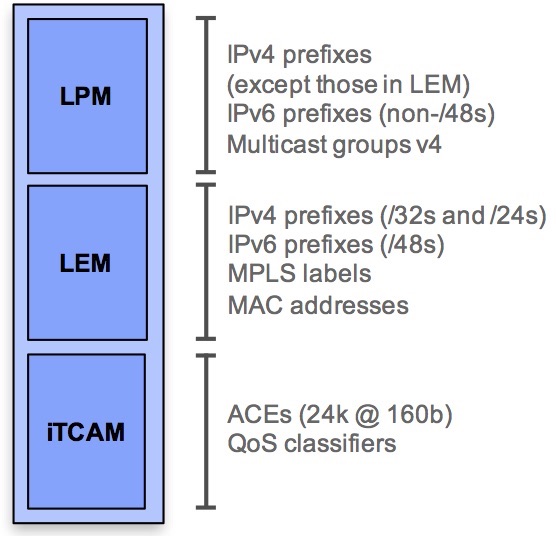 LPM
IPv4 prefixes
(except those in LEM)
IPv6 prefixes (non-/48s)
Multicast groups v4
LEM
IPv4 prefixes (/32s and /24s)
IPv6 prefixes (/48s)
MPLS labels
MAC addresses
iTCAM
ACEs (24k @ 160b)
QoS classifiers